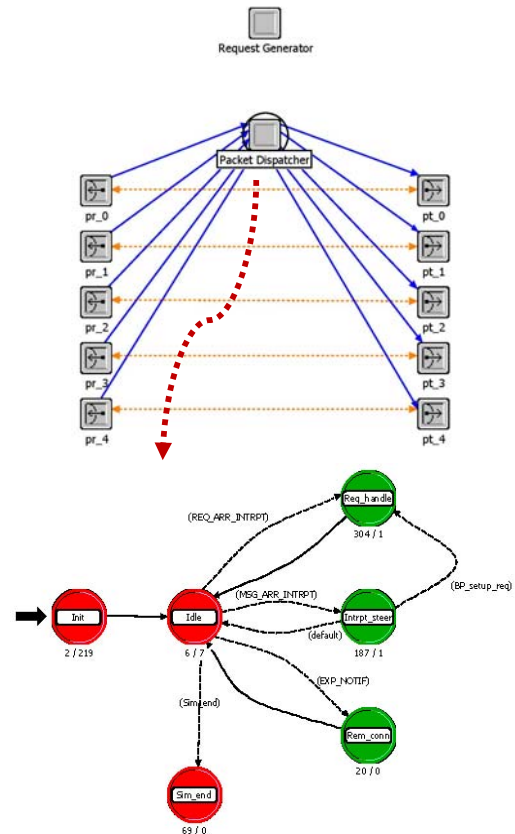 Request Generator
Packet Dispatcher
pr_0
pt_0
pr_1
pt_1
pr_2
pt_2
pr_3
pt_3
pr_4
pt_4
Req_handle
304 / 1
(REQ_ARR_INTRPT)
(BP_setup_req)
(MSG_ARR_INTRPT)
Init
Idle
Intrpt_steer
(default)
2 / 219
6 / 7
187 / 1
(EXP_NOTIF)
(Sim_end)
Rem_conn
20 / 0
Sim_end
69 / 0